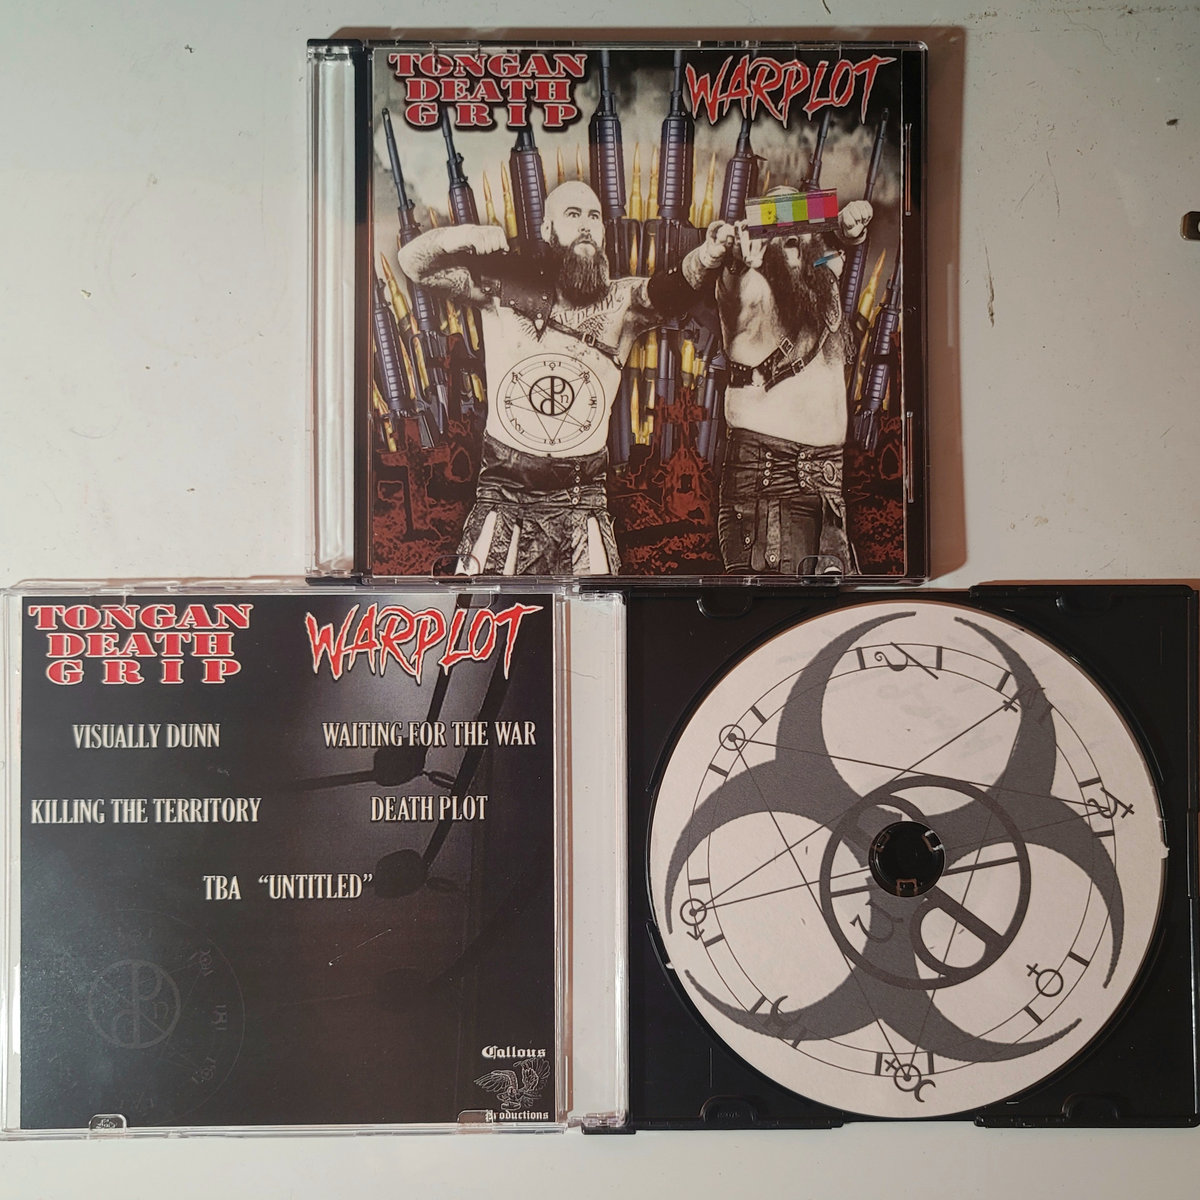 TONGAN
DEATH
GRIP
WARPLOT
TONGAN
DEATH
GRIP
WARPLOT
VISUALLY DUNN
WAITING FOR THE WAR
KILLING THE TERRITORY
DEATH PLOT
TBA "UNTITLED"
Callous
Productions